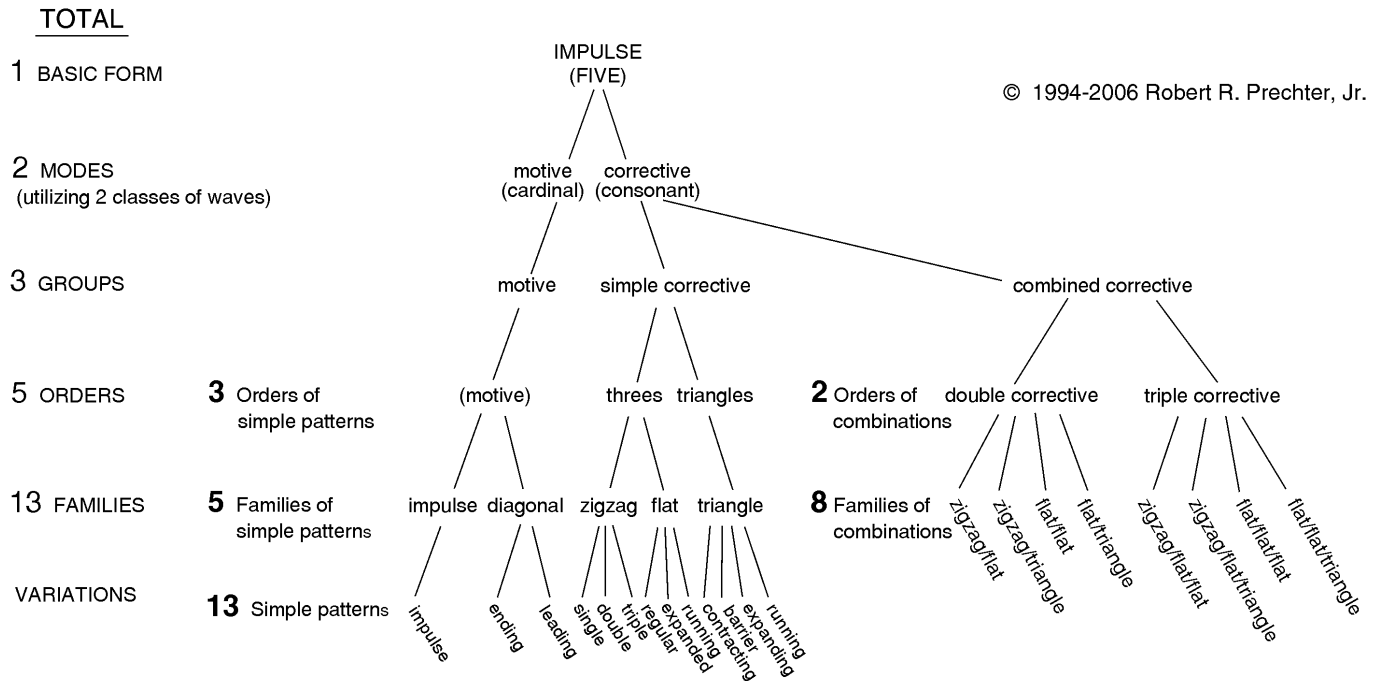 TOTAL
1 BASIC FORM
IMPULSE
(FIVE)
© 1994-2006 Robert R. Prechter, Jr.
2 MODES
(utilizing 2 classes of waves)
motive
(cardinal)
corrective
(consonant)
3 GROUPS
motive
simple corrective
combined corrective
5 ORDERS
3 Orders of
simple patterns
(motive)
threes
triangles
2 Orders of
combinations
double corrective
triple corrective
13 FAMILIES
5 Families of
simple patterns
impulse
diagonal
zigzag
flat
triangle
8 Families of
combinations
zigzag/flat
zigzag/triangle
flat/flat
flat/triangle
zigzag/flat/flat
zigzag/flat/triangle
flat/flat/flat
flat/flat/triangle
VARIATIONS
13 Simple patterns
impulse
ending
leading
single
double
triple
regular
expanded
running
contracting
barrier
expanding
running